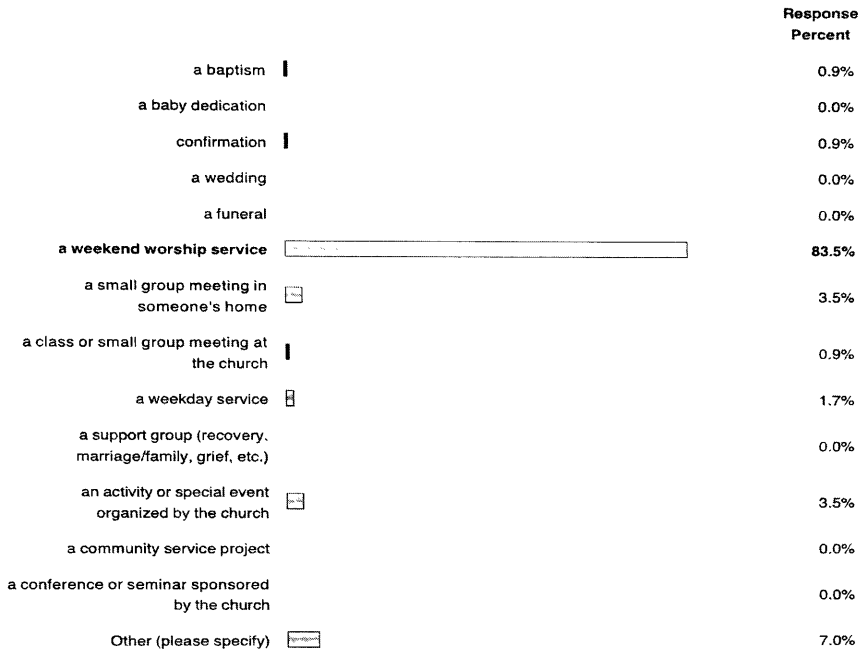 Response
Percent
a baptism 0.9%
a baby dedication 0.0%
confirmation 0.9%
a wedding 0.0%
a funeral 0.0%
a weekend worship service 83.5%
a small group meeting in
someone's home 3.5%
a class or small group meeting at
the church 0.9%
a weekday service 1.7%
a support group (recovery,
marriage/family, grief, etc.) 0.0%
an activity or special event
organized by the church 3.5%
a community service project 0.0%
a conference or seminar sponsored
by the church 0.0%
Other (please specify) 7.0%